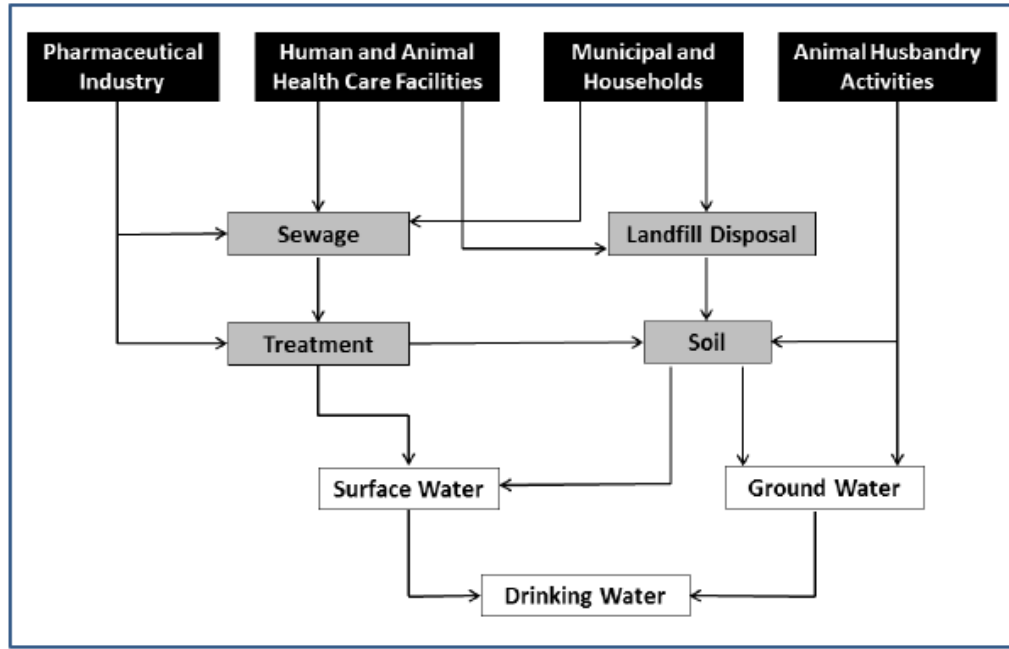 Pharmaceutical
Industry
Human and Animal
Health Care Facilities
Municipal and
Households
Animal Husbandry
Activities
Sewage
Landfill Disposal
Treatment
Soil
Surface Water
Ground Water
Drinking Water